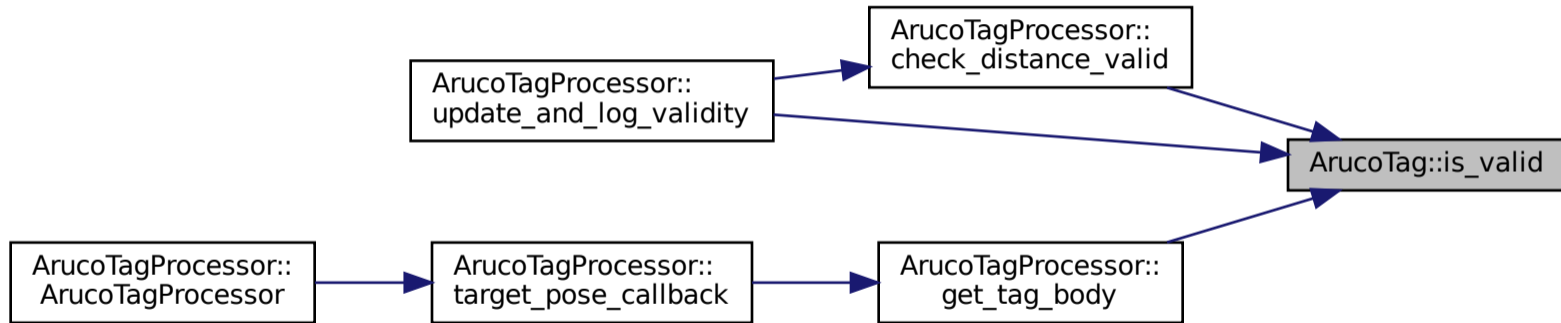 ArucoTagProcessor::
check_distance_valid
ArucoTagProcessor::
update_and_log_validity
ArucoTag::is_valid
ArucoTagProcessor::
ArucoTagProcessor
ArucoTagProcessor::
target_pose_callback
ArucoTagProcessor::
get_tag_body